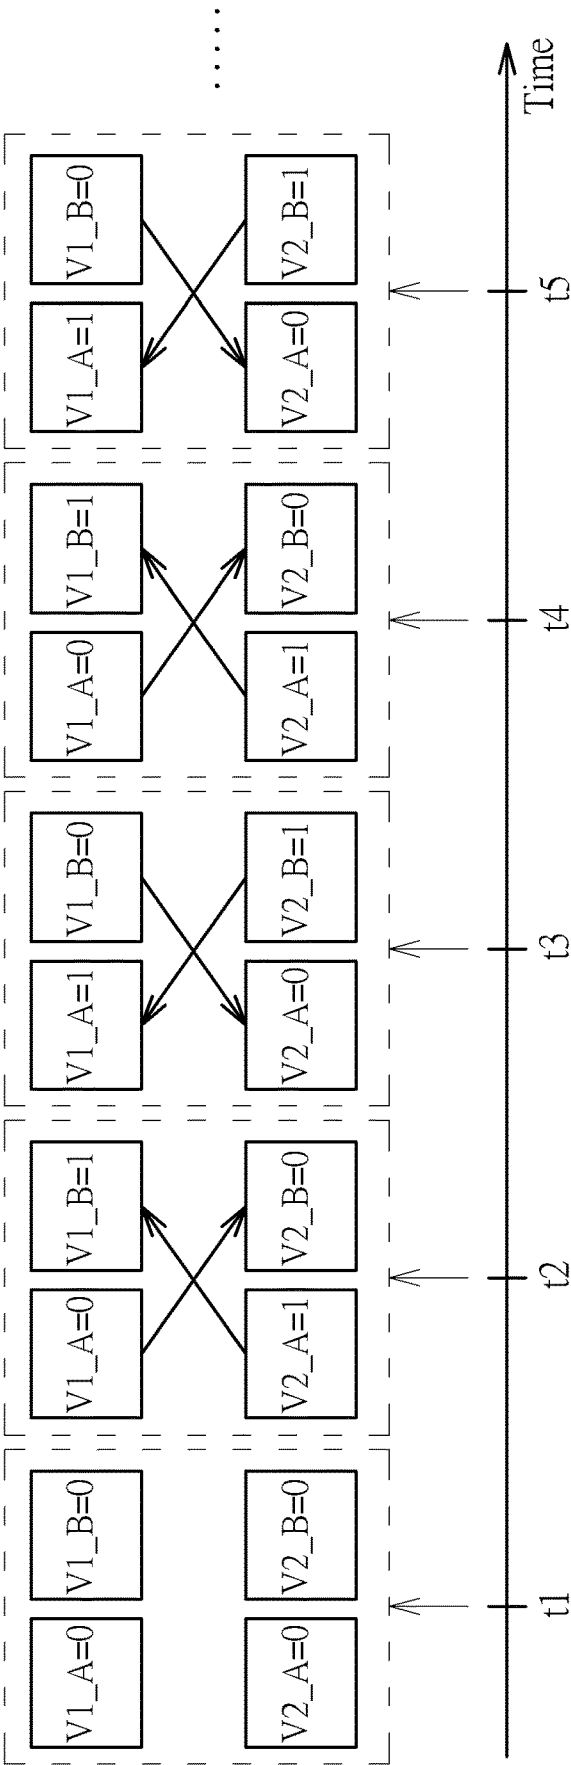 V1_A=0 V1_B=0 V1_A=0 V1_B=1 V1_A=1 V1_B=0 V1_A=0 V1_B=1 V1_A=1 V1_B=0
.....
V2_A=0 V2_B=0 V2_A=1 V2_B=0 V2_A=0 V2_B=1 V2_A=1 V2_B=0 V2_A=0 V2_B=1
t1 t2 t3 t4 t5 Time